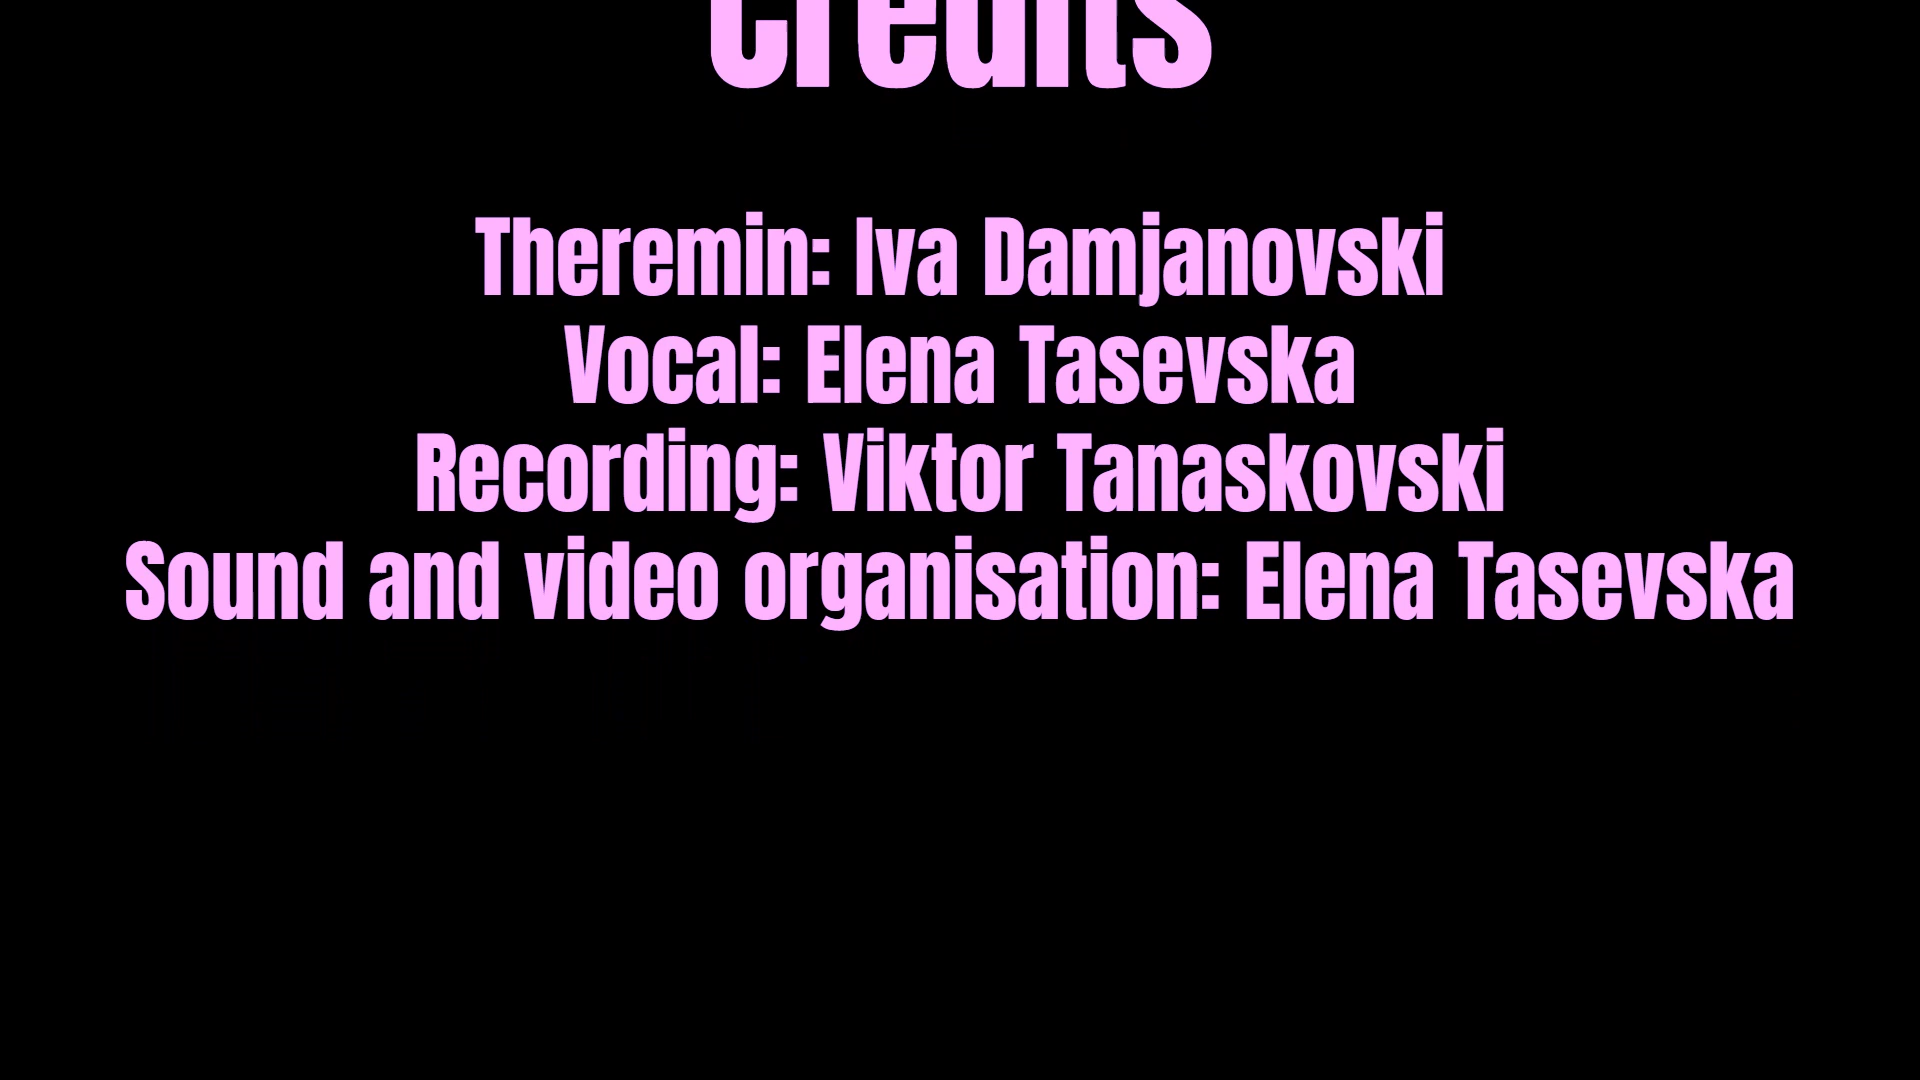 Credits
Theremin: Iva Damjanovski
Vocal: Elena Tasevska
Recording: Viktor Tanaskovski
Sound and video organisation: Elena Tasevska